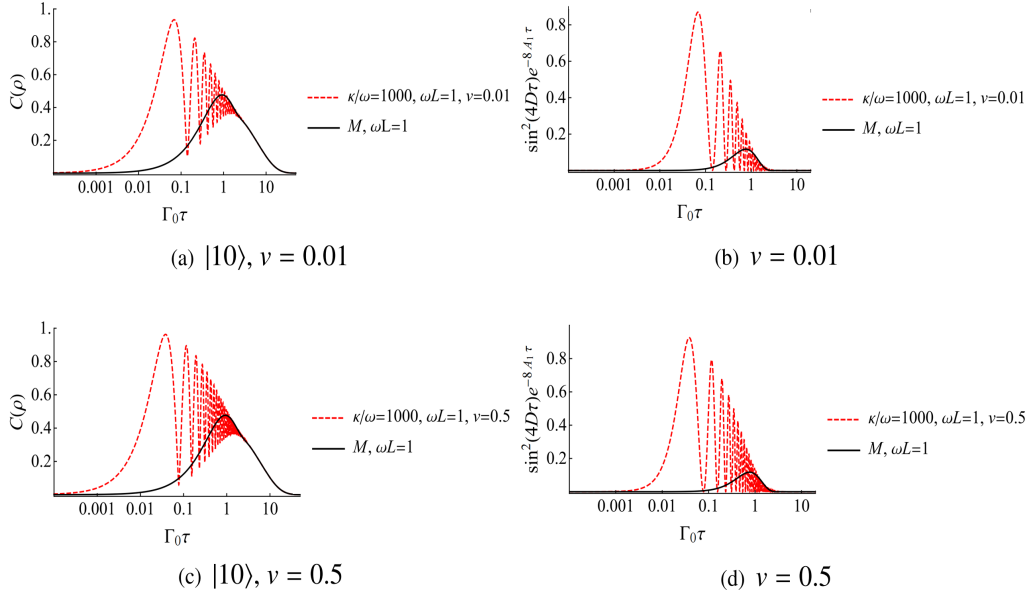 1.
0.8
0.6
0.4
0.2
C(ρ)
0.001 0.01 0.1 1 10
Γ₀τ
κ/ω=1000, ωL=1, v=0.01
M, ωL=1
(a) |10⟩, v = 0.01
0.8
0.6
0.4
0.2
sin²(4Dτ)e^{-8A₁τ}
0.001 0.01 0.1 1 10
Γ₀τ
κ/ω=1000, ωL=1, v=0.01
M, ωL=1
(b) v = 0.01
1.
0.8
0.6
0.4
0.2
C(ρ)
0.001 0.01 0.1 1 10
Γ₀τ
κ/ω=1000, ωL=1, v=0.5
M, ωL=1
(c) |10⟩, v = 0.5
0.8
0.6
0.4
0.2
sin²(4Dτ)e^{-8A₁τ}
0.001 0.01 0.1 1 10
Γ₀τ
κ/ω=1000, ωL=1, v=0.5
M, ωL=1
(d) v = 0.5